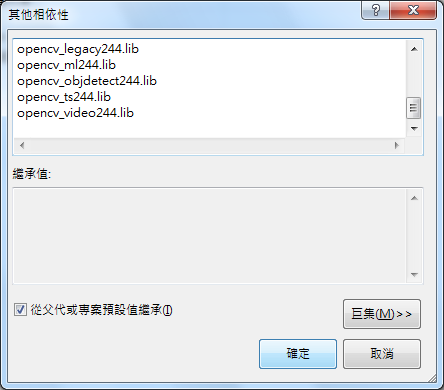 其他相依性
opencv_legacy244.lib
opencv_ml244.lib
opencv_objdetect244.lib
opencv_ts244.lib
opencv_video244.lib
繼承值:
從父代或專案預設值繼承(I)
巨集(M)>>
確定
取消